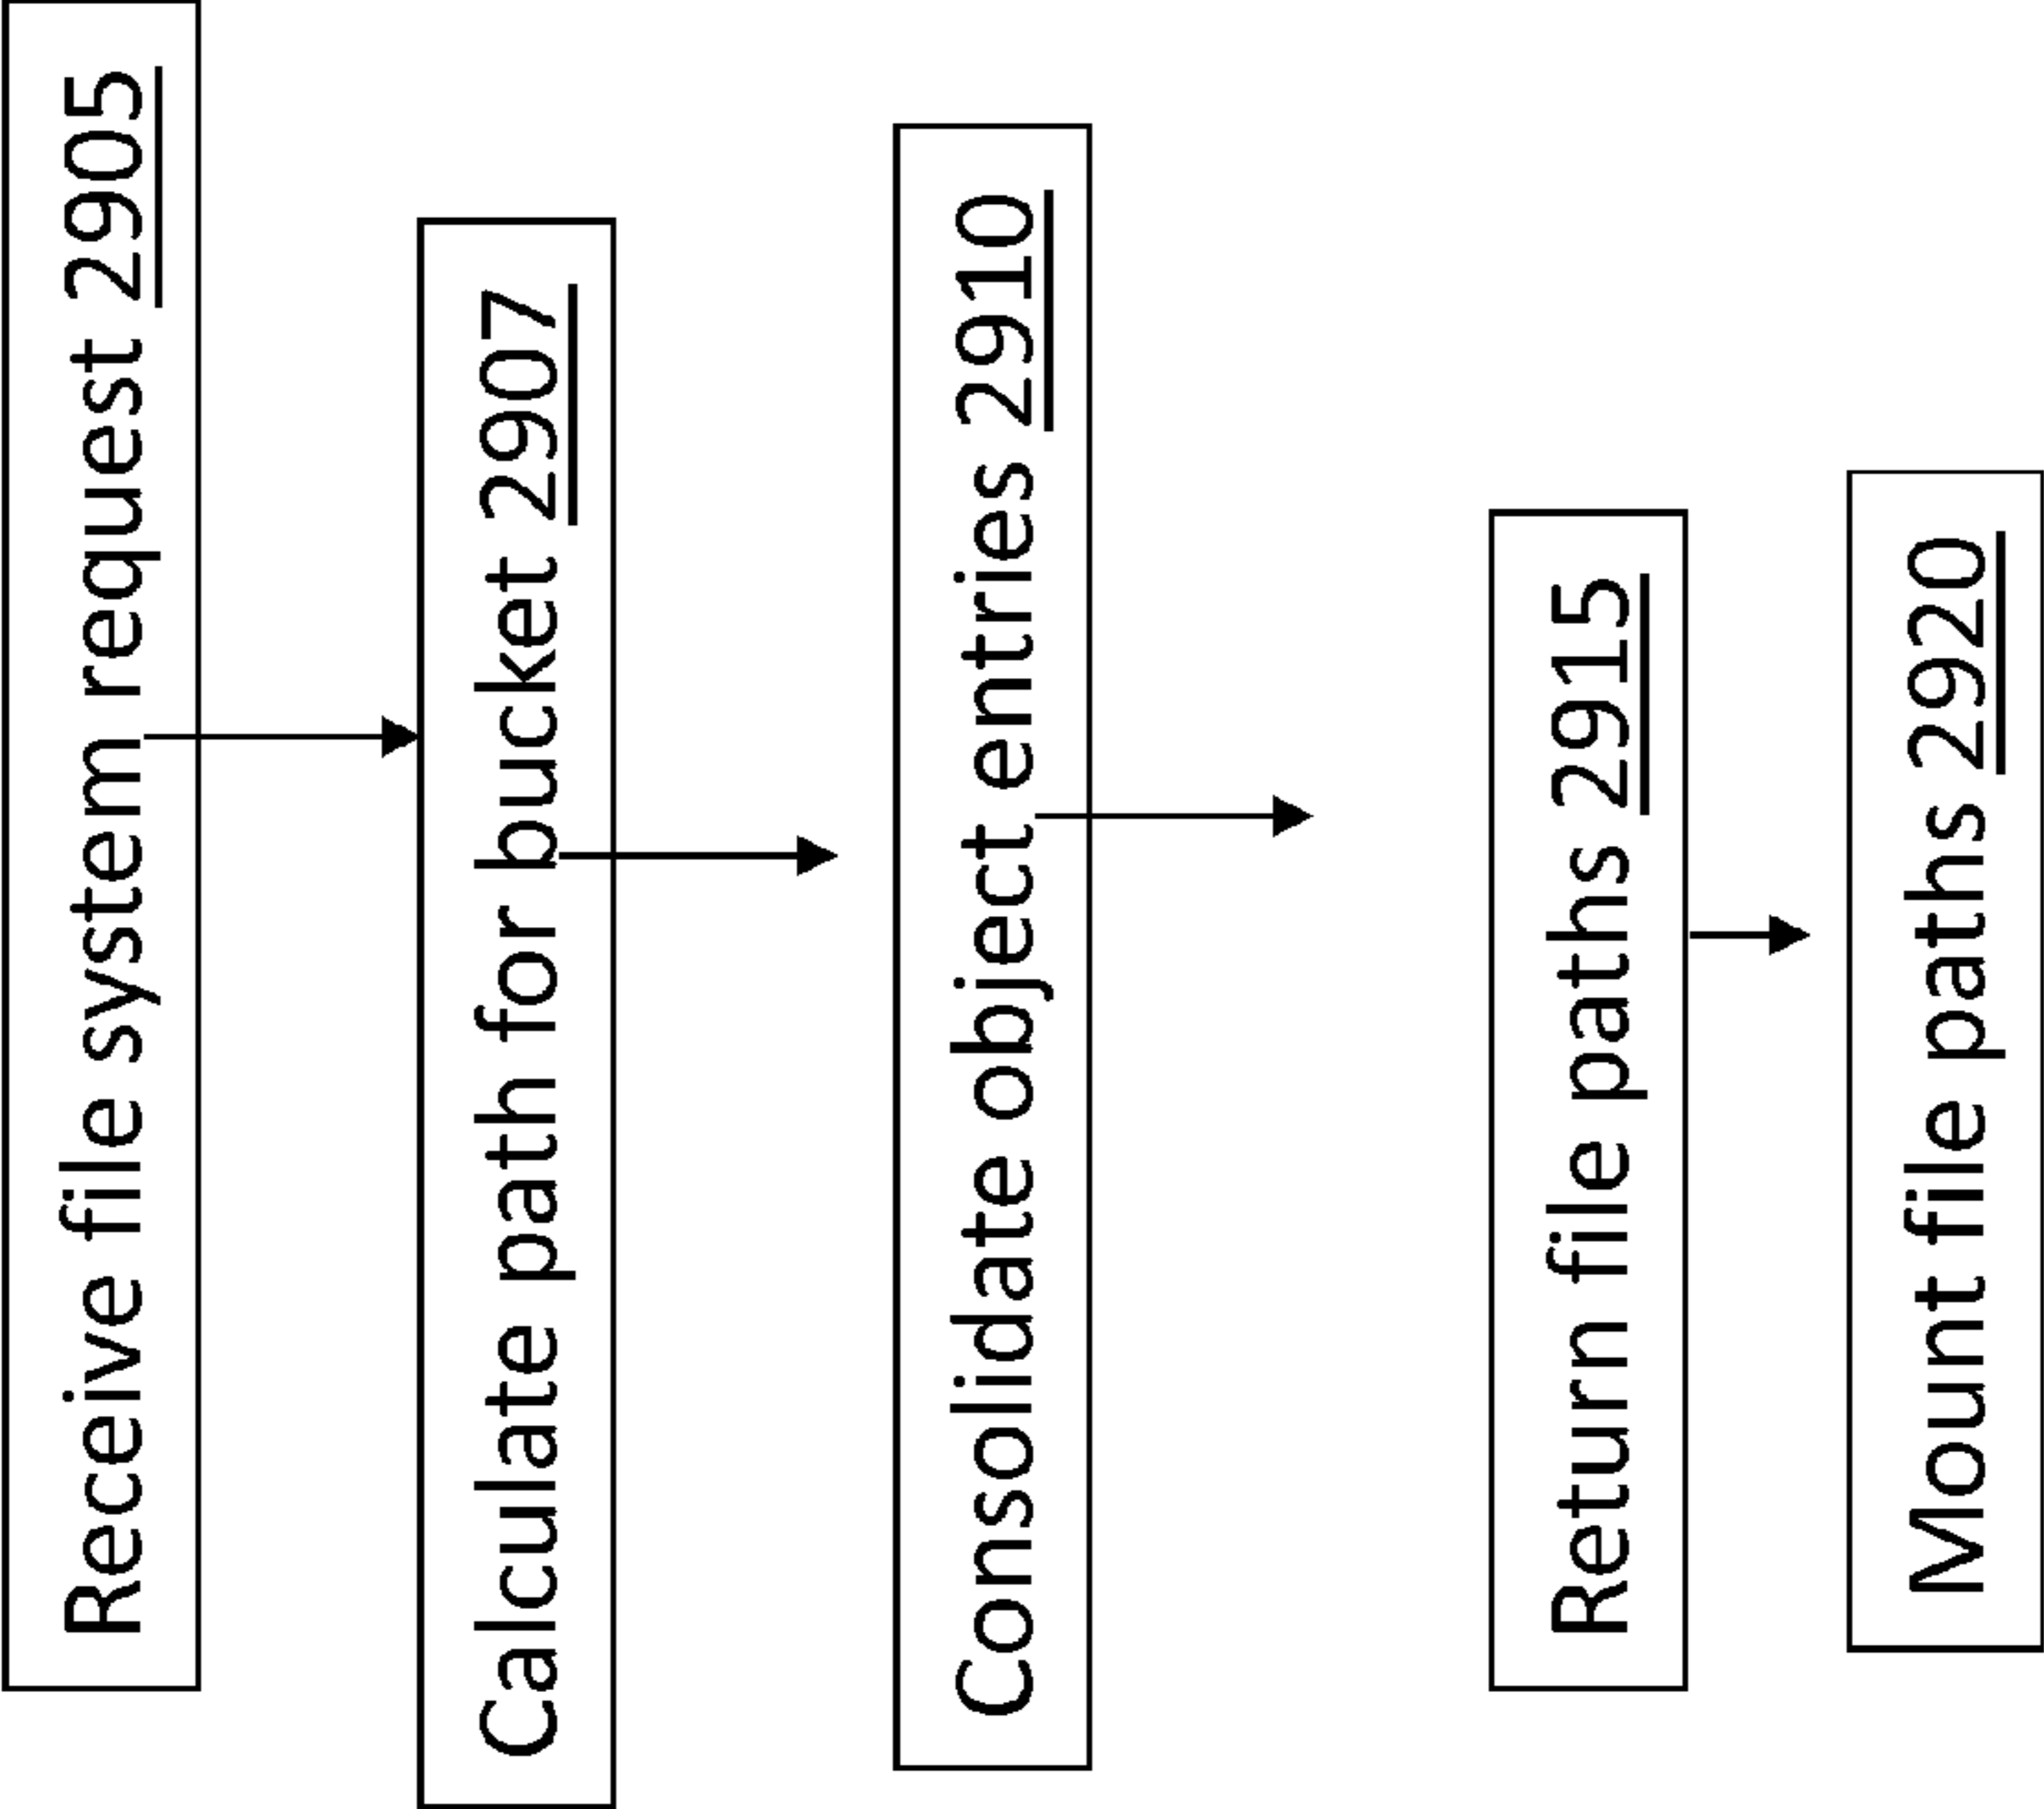 Receive file system request 2905
Calculate path for bucket 2907
Consolidate object entries 2910
Return file paths 2915
Mount file paths 2920